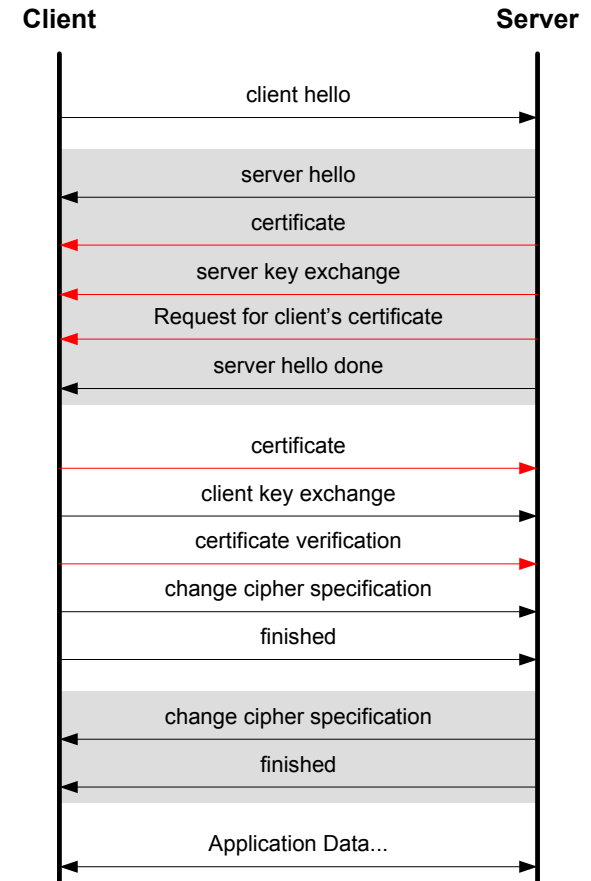 Client
Server
client hello
server hello
certificate
server key exchange
Request for client’s certificate
server hello done
certificate
client key exchange
certificate verification
change cipher specification
finished
change cipher specification
finished
Application Data...